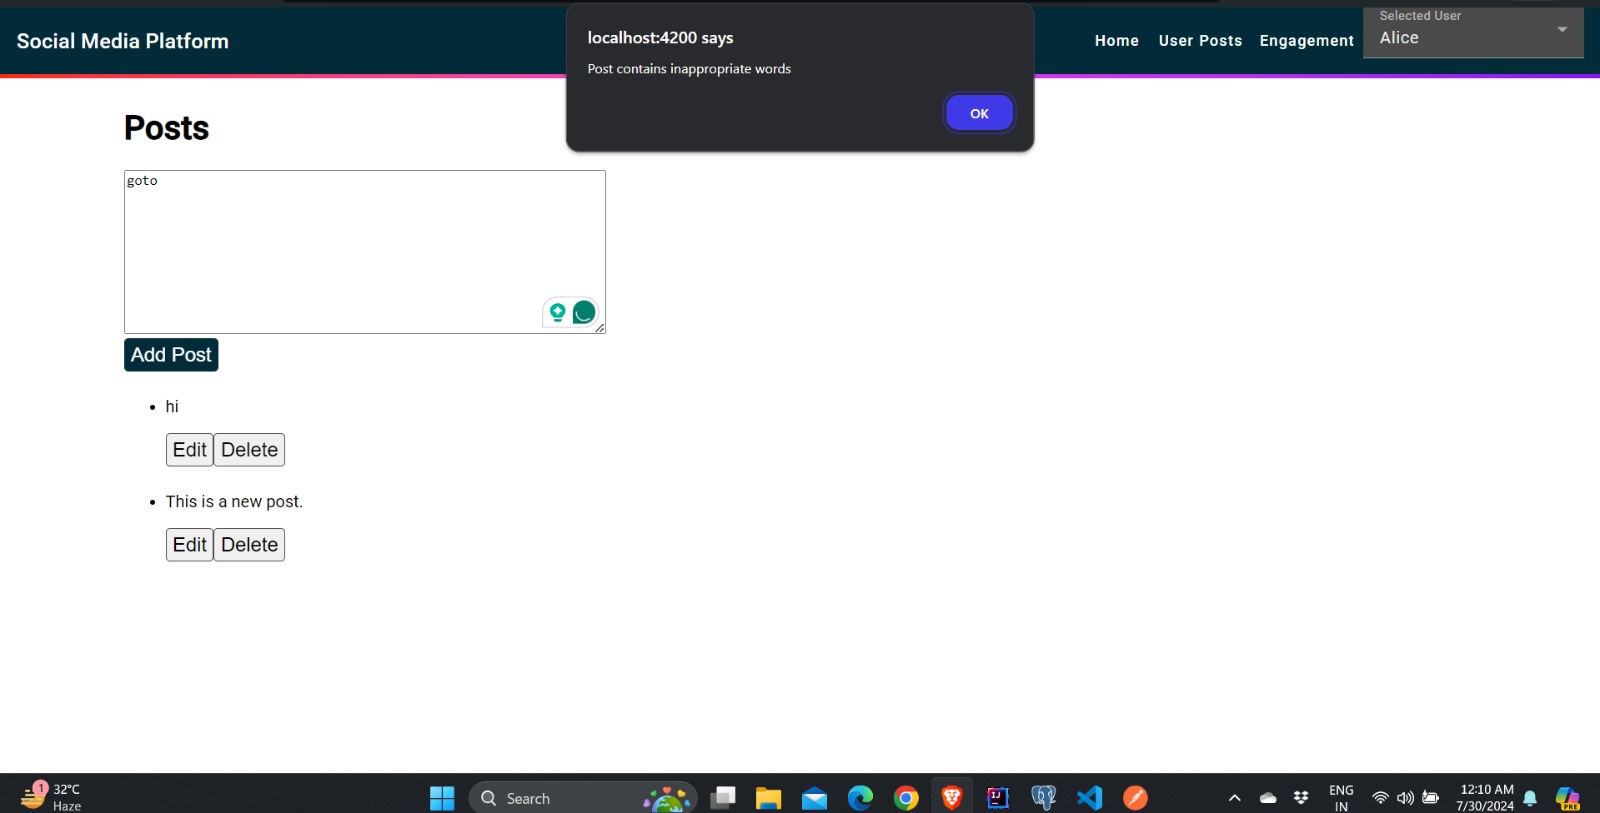 localhost:4200 says
Post contains inappropriate words
OK
Social Media Platform
Home User Posts Engagement
Selected User
Alice
Posts
goto
Add Post
hi
Edit Delete
This is a new post.
Edit Delete
1
32°C
Haze
Search
IJ
ENG
IN
12:10 AM
7/30/2024
PRE